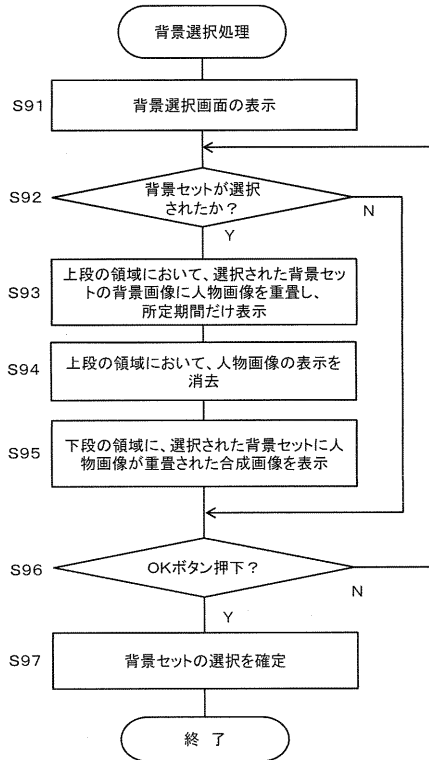 背景選択処理
S91
背景選択画面の表示
S92
背景セットが選択
されたか？
N
Y
S93
上段の領域において、選択された背景セッ
トの背景画像に人物画像を重畳し、
所定期間だけ表示
S94
上段の領域において、人物画像の表示を
消去
S95
下段の領域に、選択された背景セットに人
物画像が重畳された合成画像を表示
S96
OKボタン押下？
N
Y
S97
背景セットの選択を確定
終 了